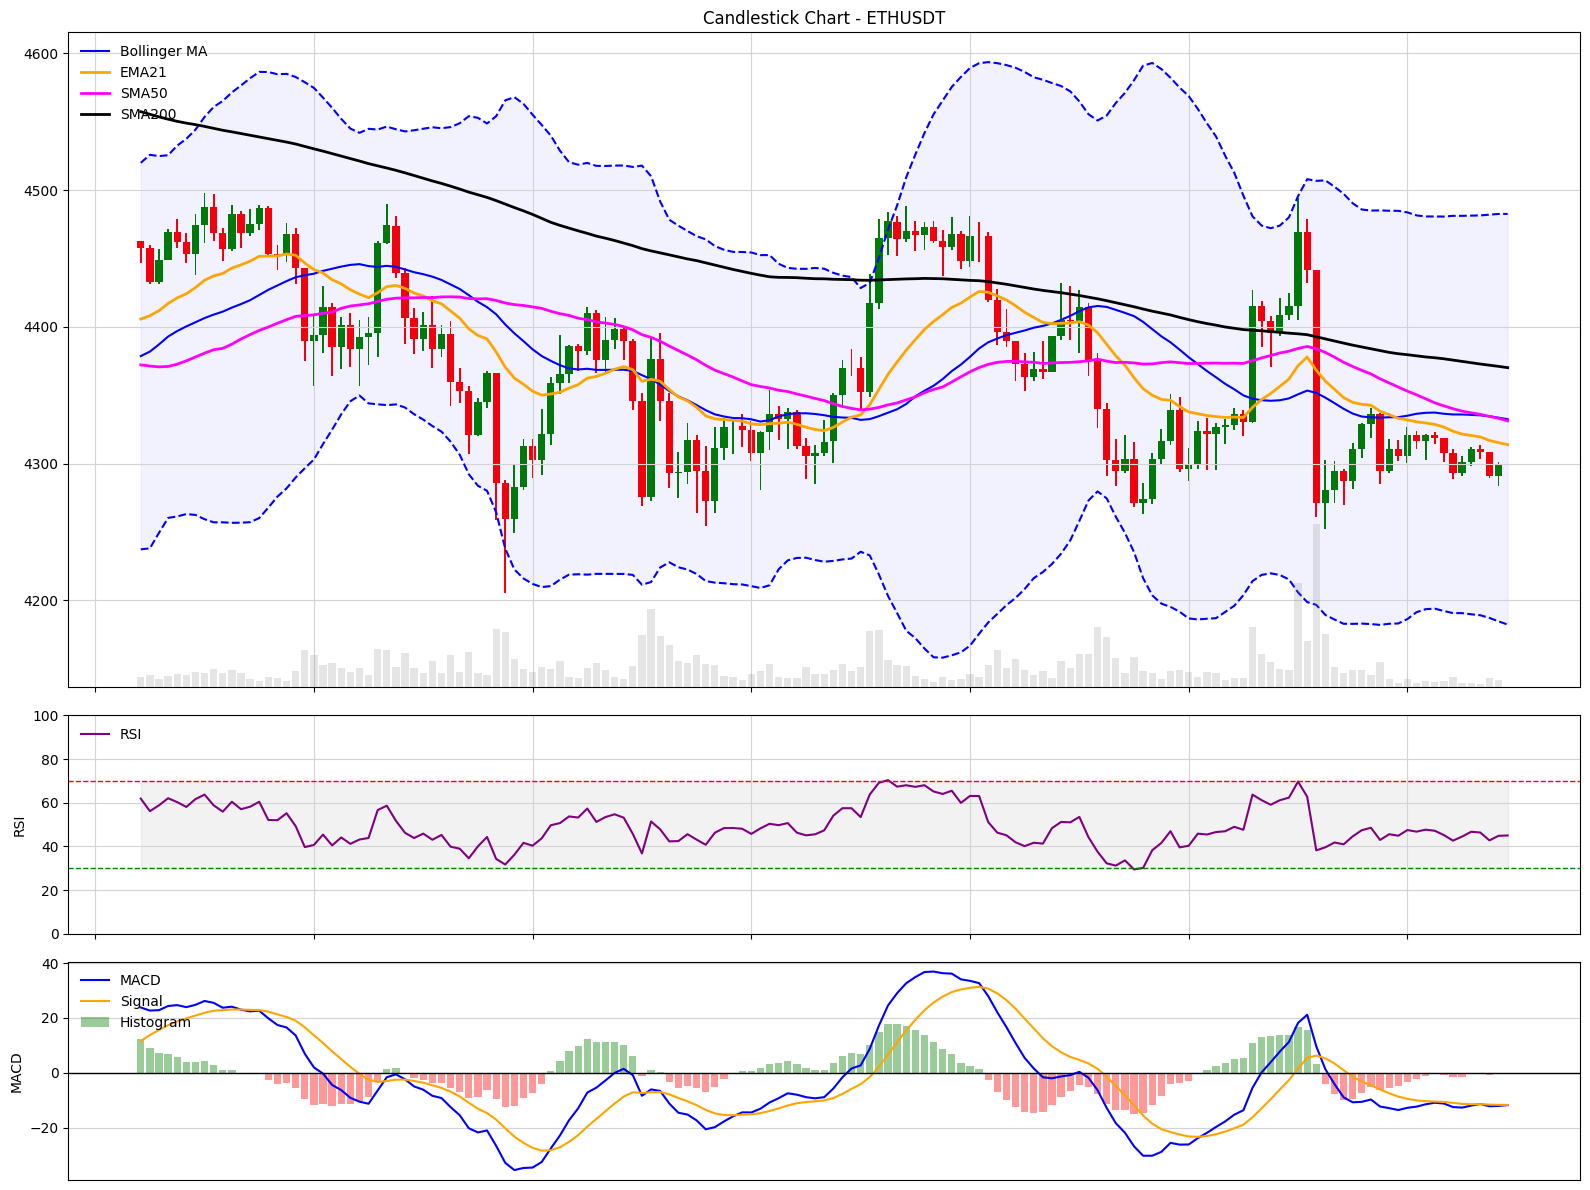 Candlestick Chart - ETHUSDT
Bollinger MA
EMA21
SMA50
SMA200
4600
4500
4400
4300
4200
RSI
100
80
60
40
20
0
RSI
MACD
Signal
Histogram
40
20
0
−20
MACD